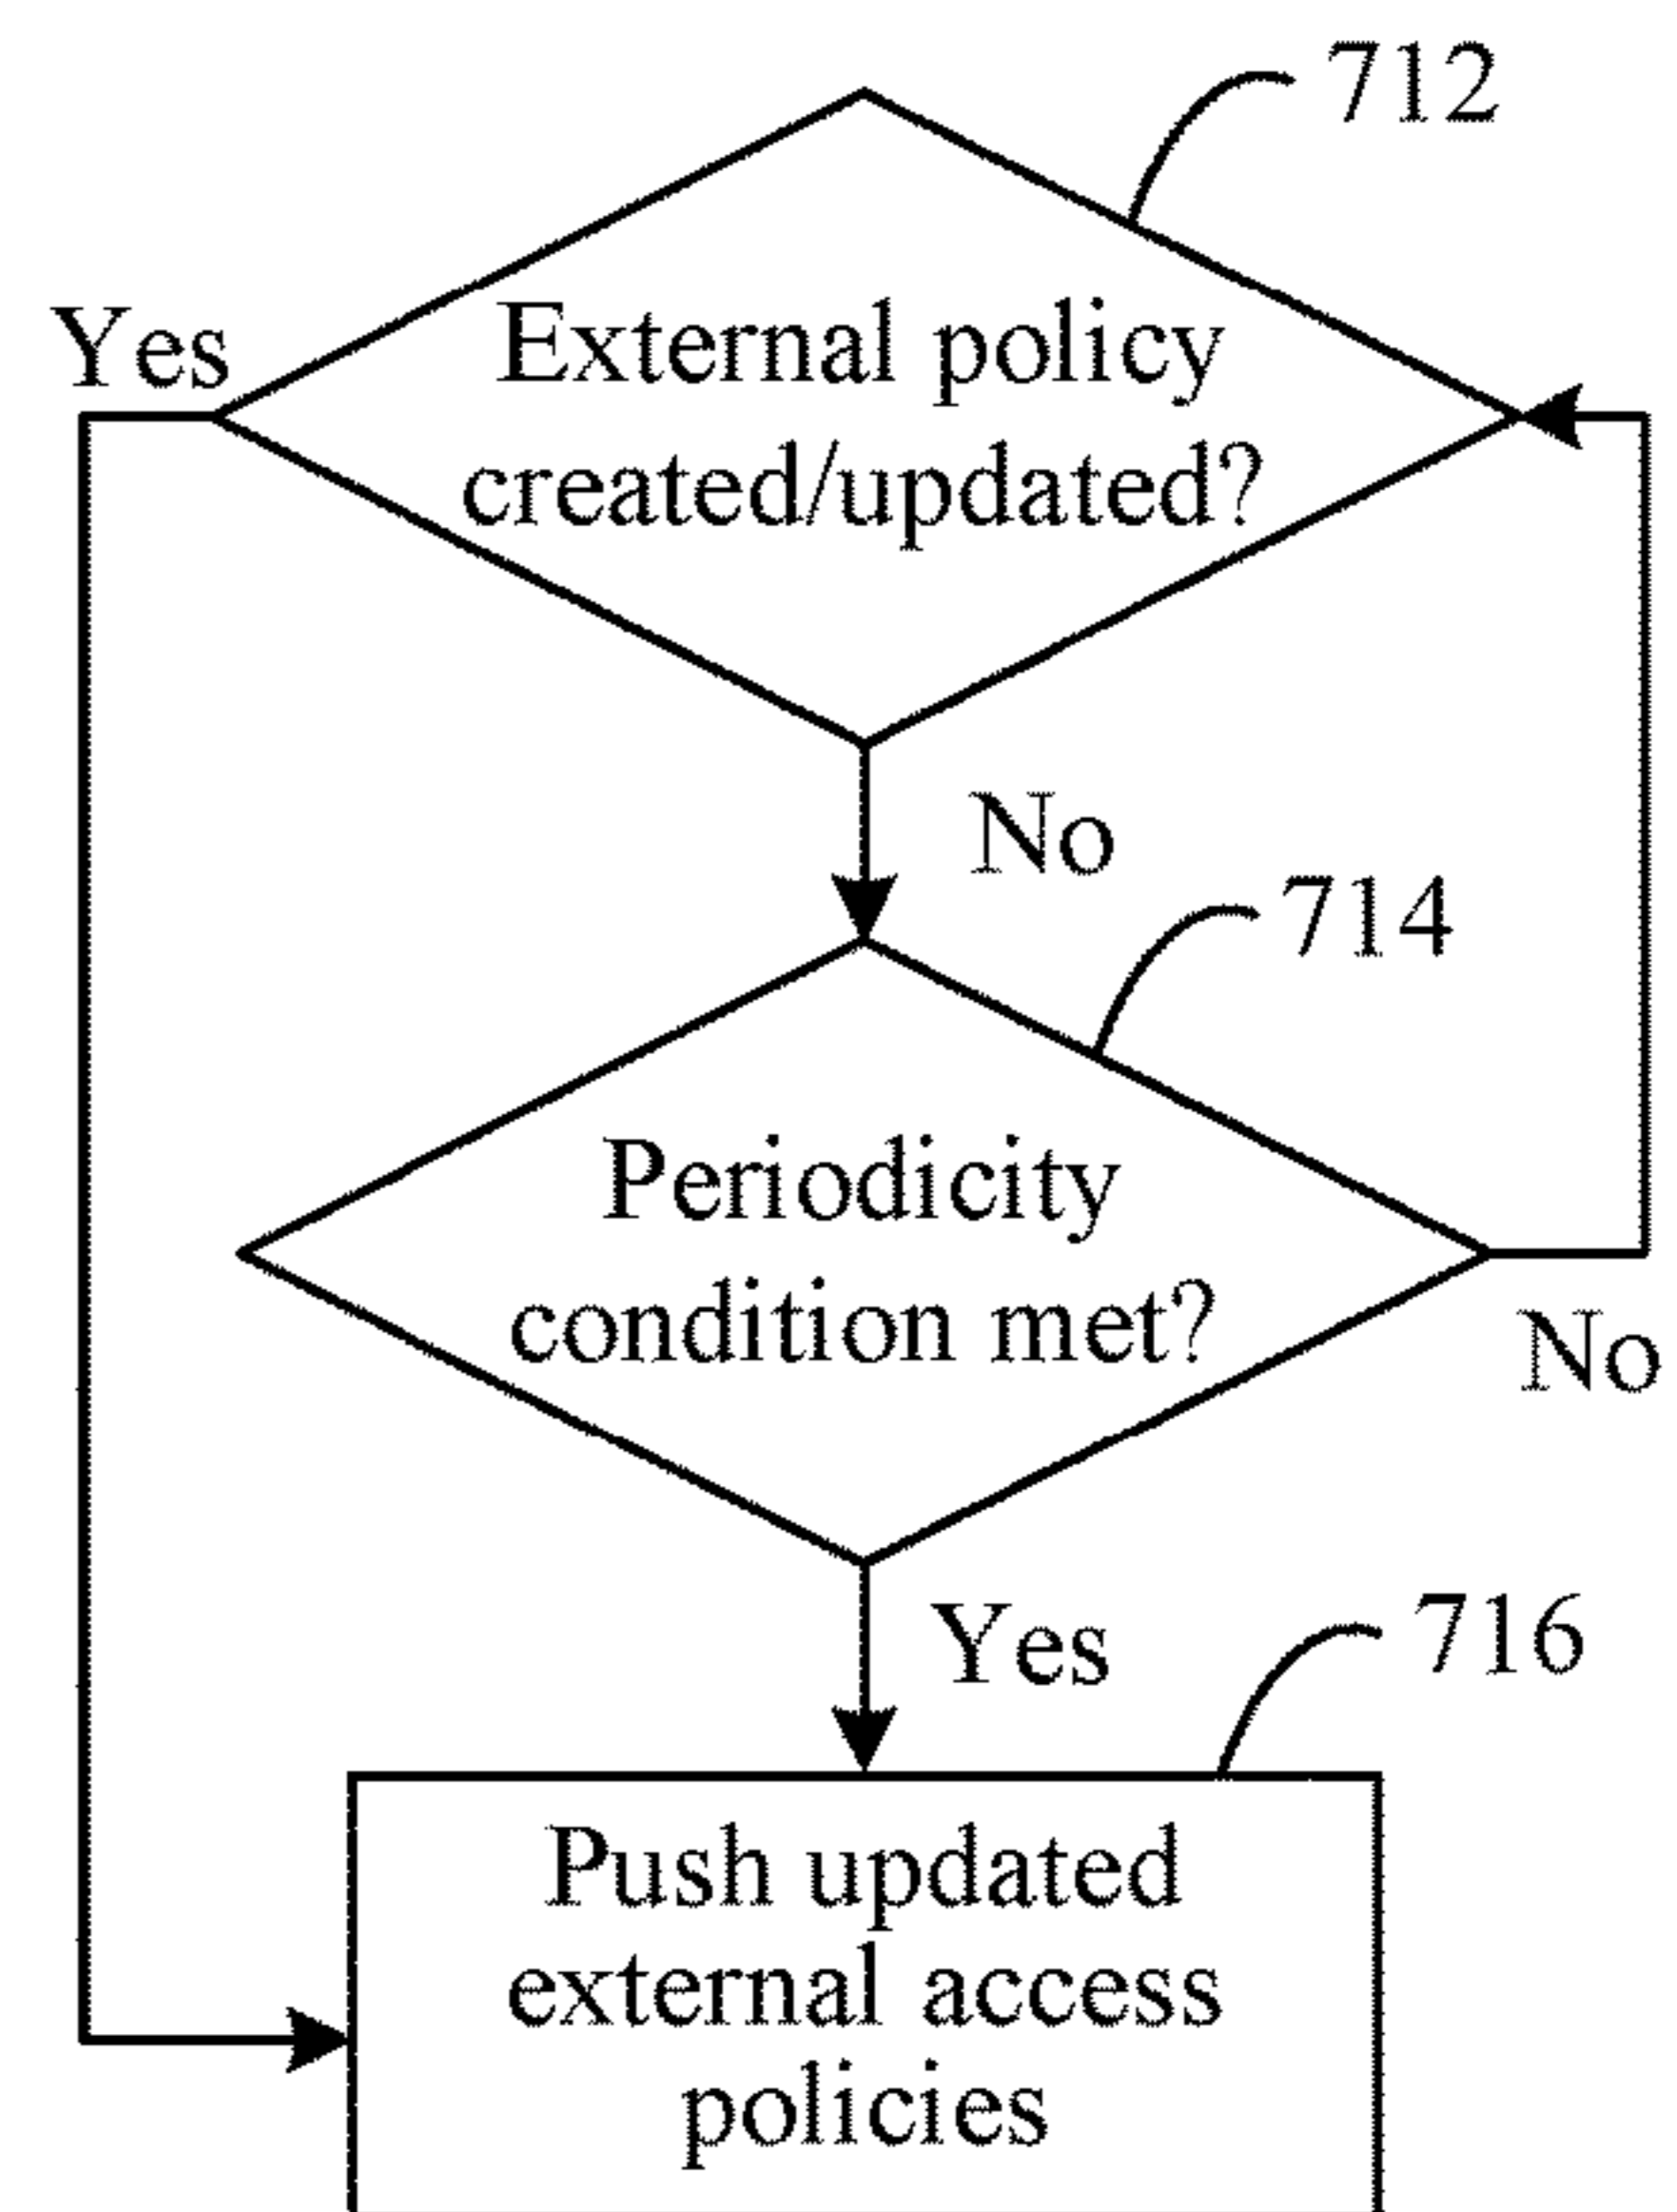 712
Yes
External policy
created/updated?
No
714
Periodicity
condition met?
No
Yes
716
Push updated
external access
policies